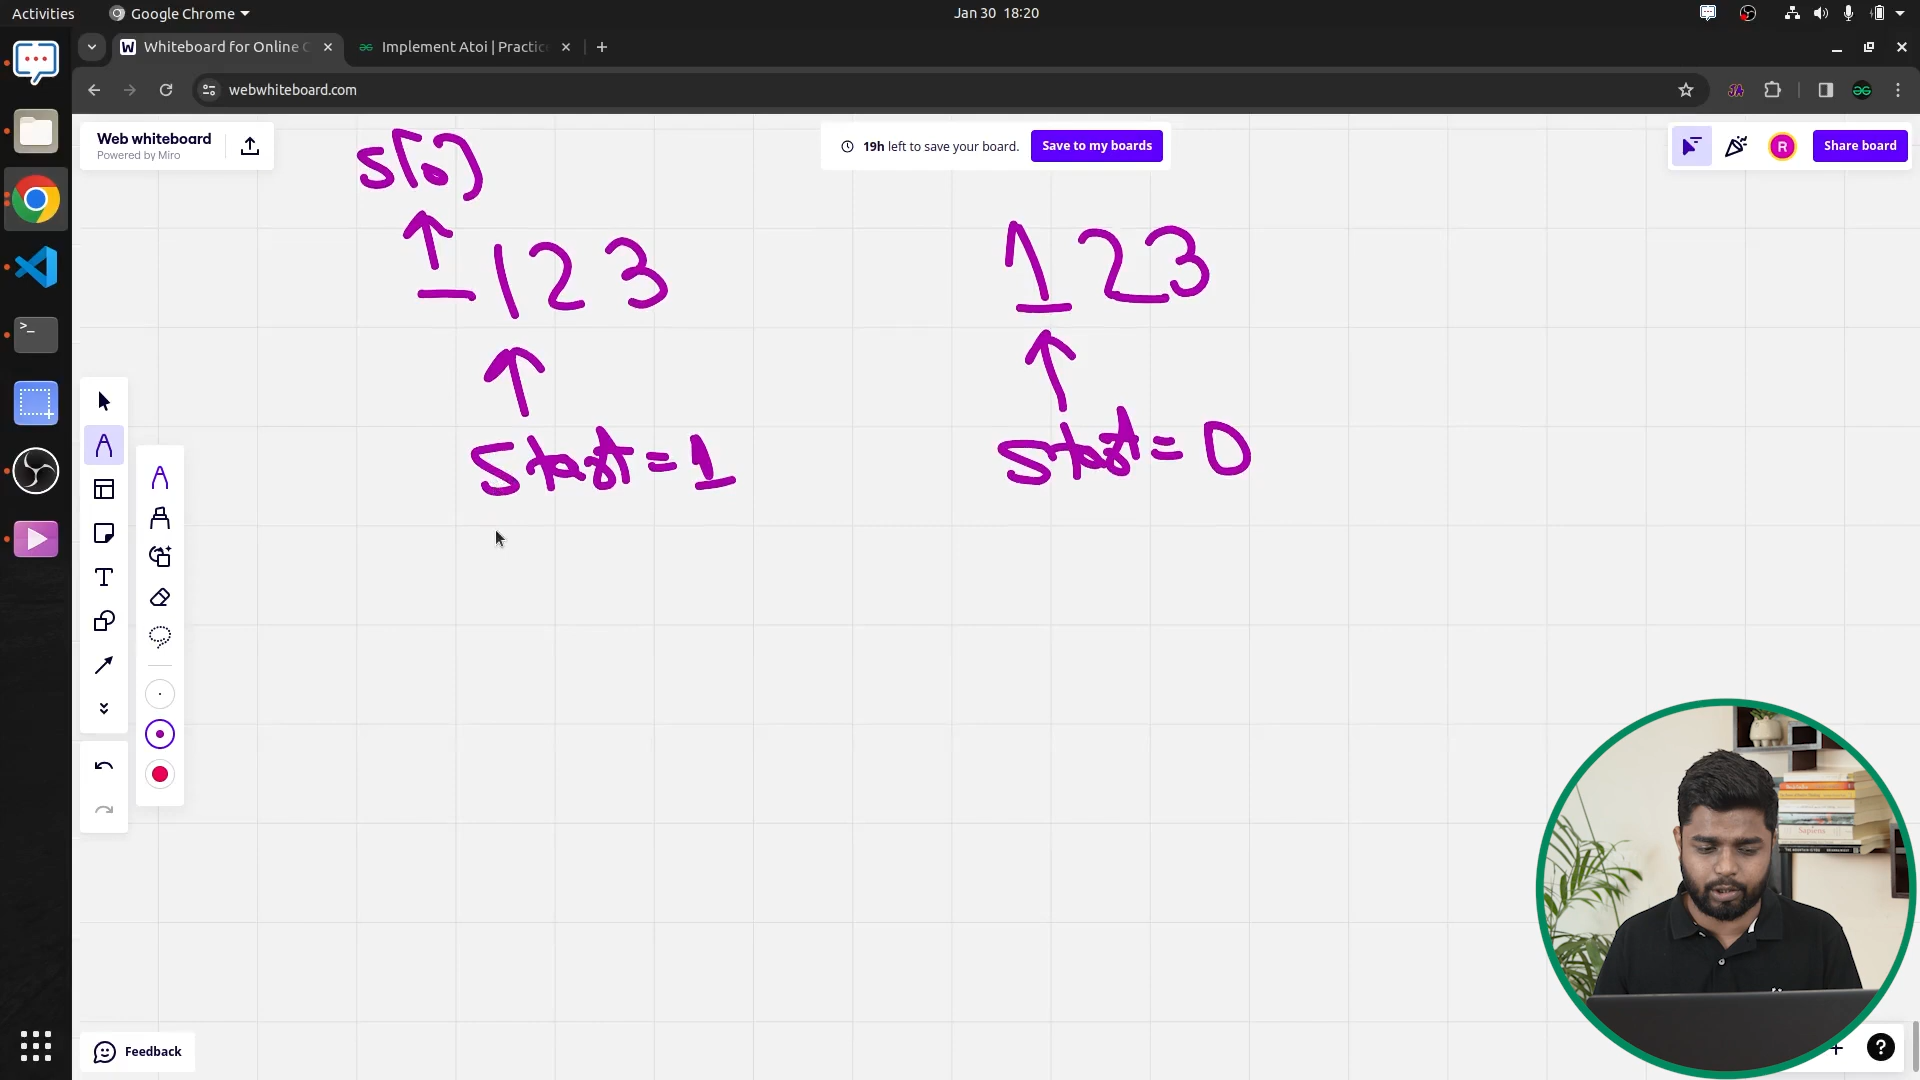 Activities
Google Chrome
Jan 30 18:20
Whiteboard for Online C
Implement Atoi | Practic
webwhiteboard.com
Web whiteboard
Powered by Miro
19h left to save your board.
Save to my boards
R
Share board
s[0]
-123
123
start=1
start=0
Feedback